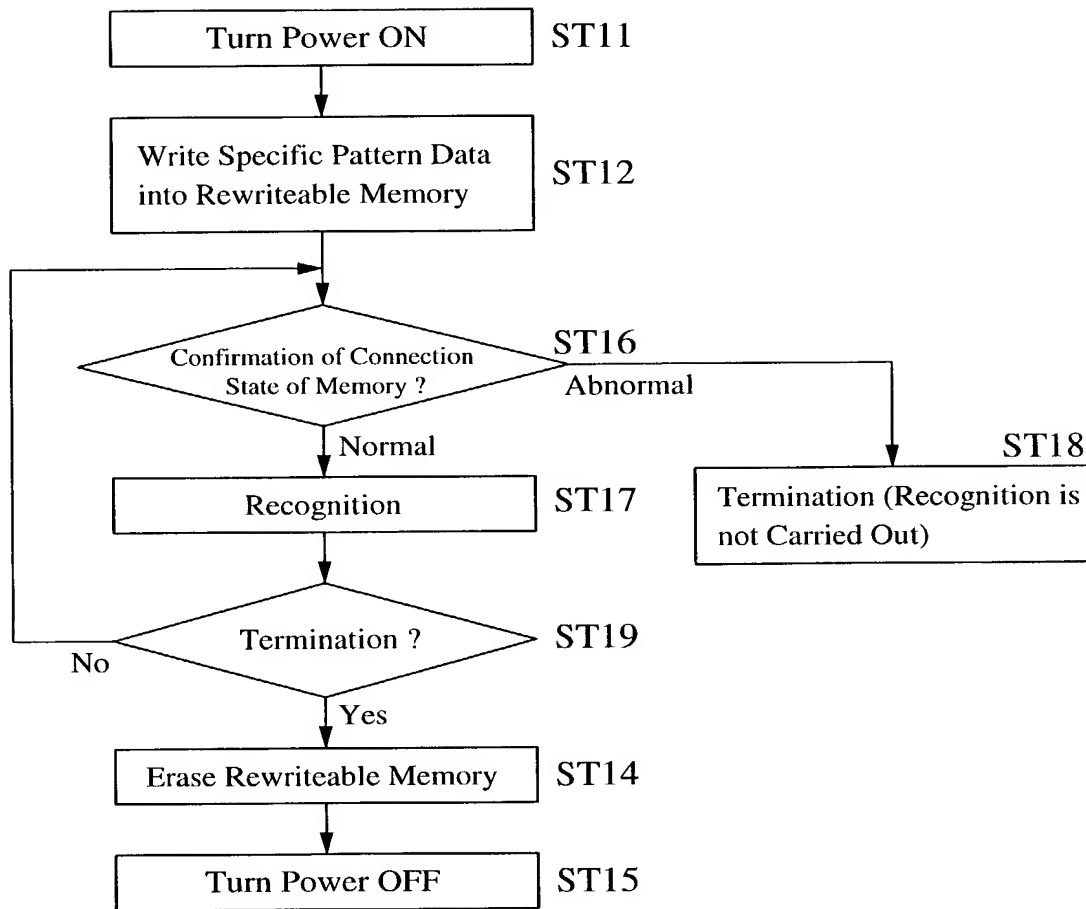 Turn Power ON
ST11
Write Specific Pattern Data
into Rewriteable Memory
ST12
Confirmation of Connection
State of Memory ?
ST16
Abnormal
Normal
ST18
Termination (Recognition is
not Carried Out)
Recognition
ST17
Termination ?
ST19
No
Yes
Erase Rewriteable Memory
ST14
Turn Power OFF
ST15